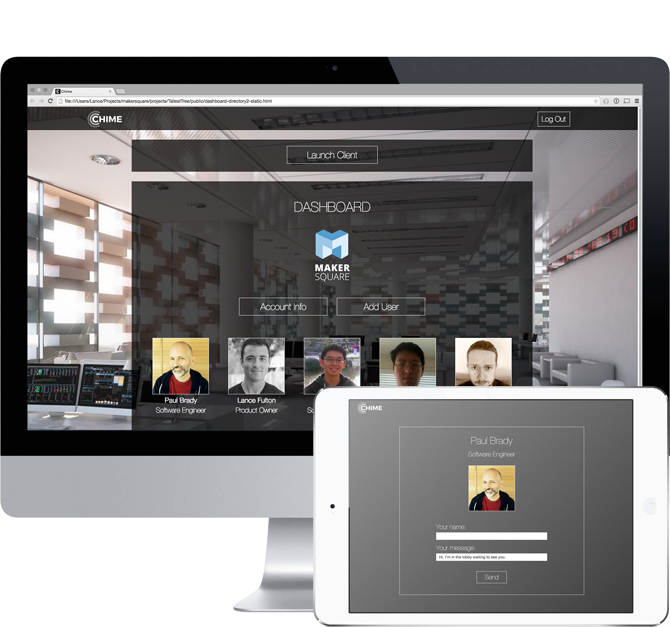 Chime
file:///Users/Lance/Projects/makersquare/projects/TallestTree/public/dashboard-directory2-static.html
CHIME
Log Out
Launch Client
DASHBOARD
MAKER
SQUARE
Account Info
Add User
Paul Brady
Lance Fulton
Software Engineer
Product Owner
CHIME
Paul Brady
Software Engineer
Your name:
Your message:
Hi. I'm in the lobby waiting to see you.
Send